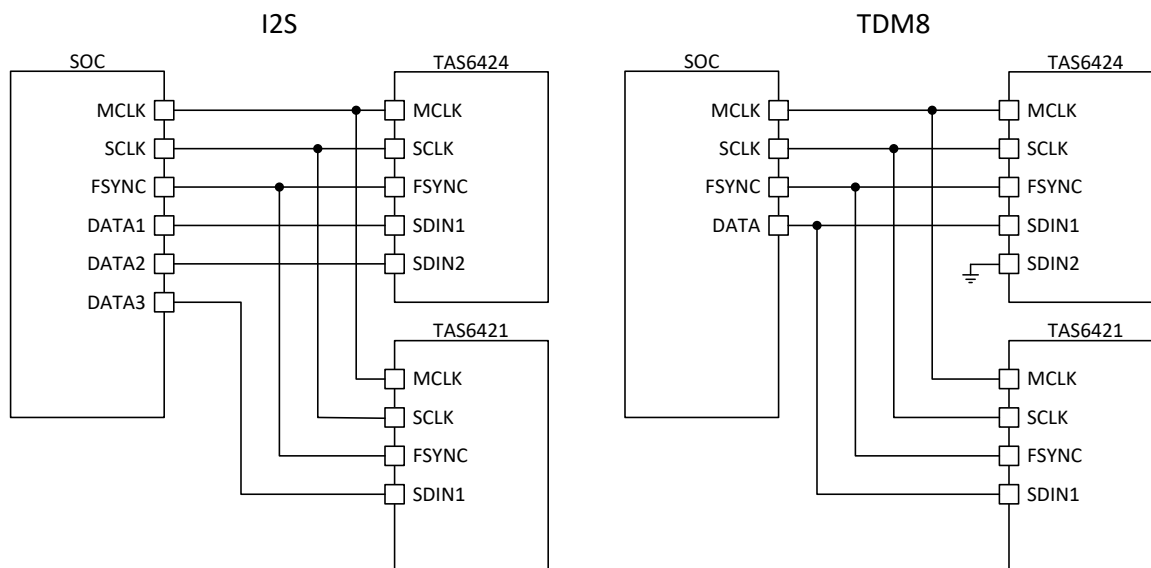 I2S
SOC
MCLK
SCLK
FSYNC
DATA1
DATA2
DATA3
TAS6424
MCLK
SCLK
FSYNC
SDIN1
SDIN2
TAS6421
MCLK
SCLK
FSYNC
SDIN1
TDM8
SOC
MCLK
SCLK
FSYNC
DATA
TAS6424
MCLK
SCLK
FSYNC
SDIN1
SDIN2
TAS6421
MCLK
SCLK
FSYNC
SDIN1